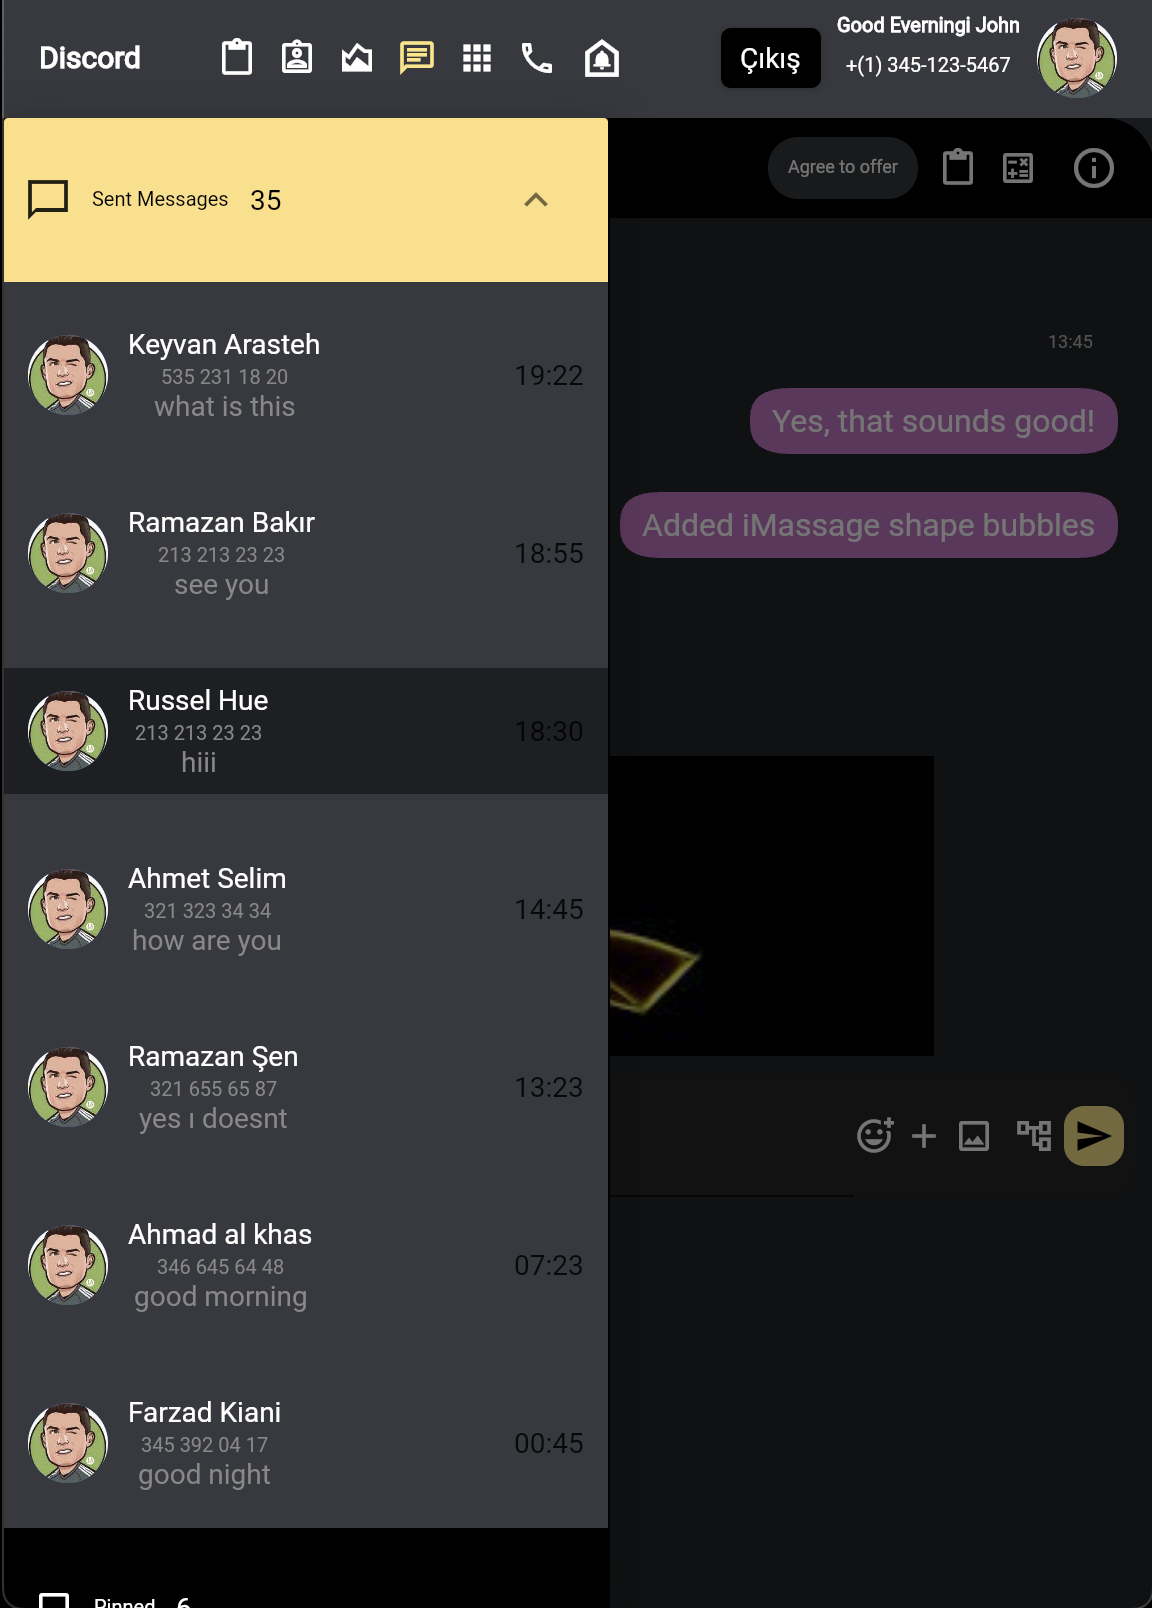 Discord
Çıkış
Good Everningi John
+(1) 345-123-5467
Sent Messages 35
Agree to offer
Keyvan Arasteh
535 231 18 20
what is this
19:22
Ramazan Bakır
213 213 23 23
see you
18:55
Russel Hue
213 213 23 23
hiii
18:30
Ahmet Selim
321 323 34 34
how are you
14:45
Ramazan Şen
321 655 65 87
yes ı doesnt
13:23
Ahmad al khas
346 645 64 48
good morning
07:23
Farzad Kiani
345 392 04 17
good night
00:45
Pinned 6
13:45
Yes, that sounds good!
Added iMassage shape bubbles